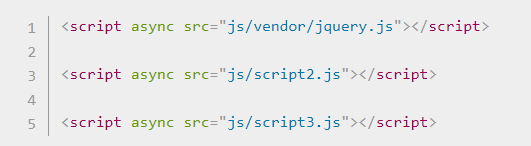 1 <script async src="js/vendor/jquery.js"></script>
2
3 <script async src="js/script2.js"></script>
4
5 <script async src="js/script3.js"></script>